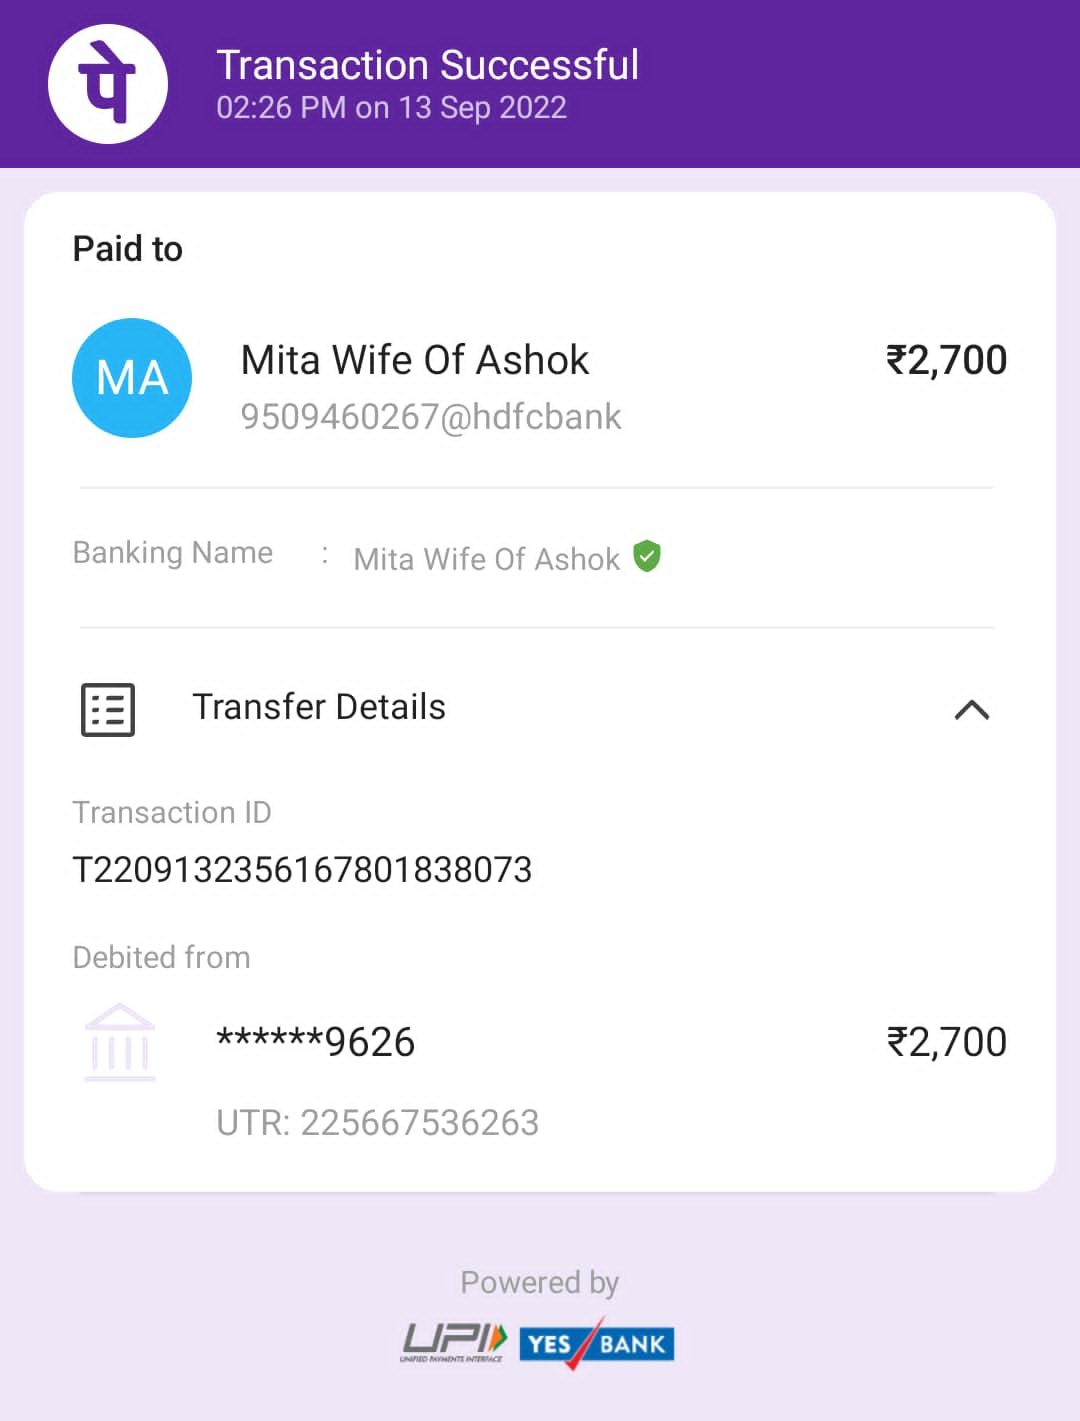 पे
Transaction Successful
02:26 PM on 13 Sep 2022
Paid to
MA
Mita Wife Of Ashok
₹2,700
9509460267@hdfcbank
Banking Name : Mita Wife Of Ashok
Transfer Details
Transaction ID
T2209132356167801838073
Debited from
******9626
₹2,700
UTR: 225667536263
Powered by
UPI
UNIFIED PAYMENTS INTERFACE
YES BANK